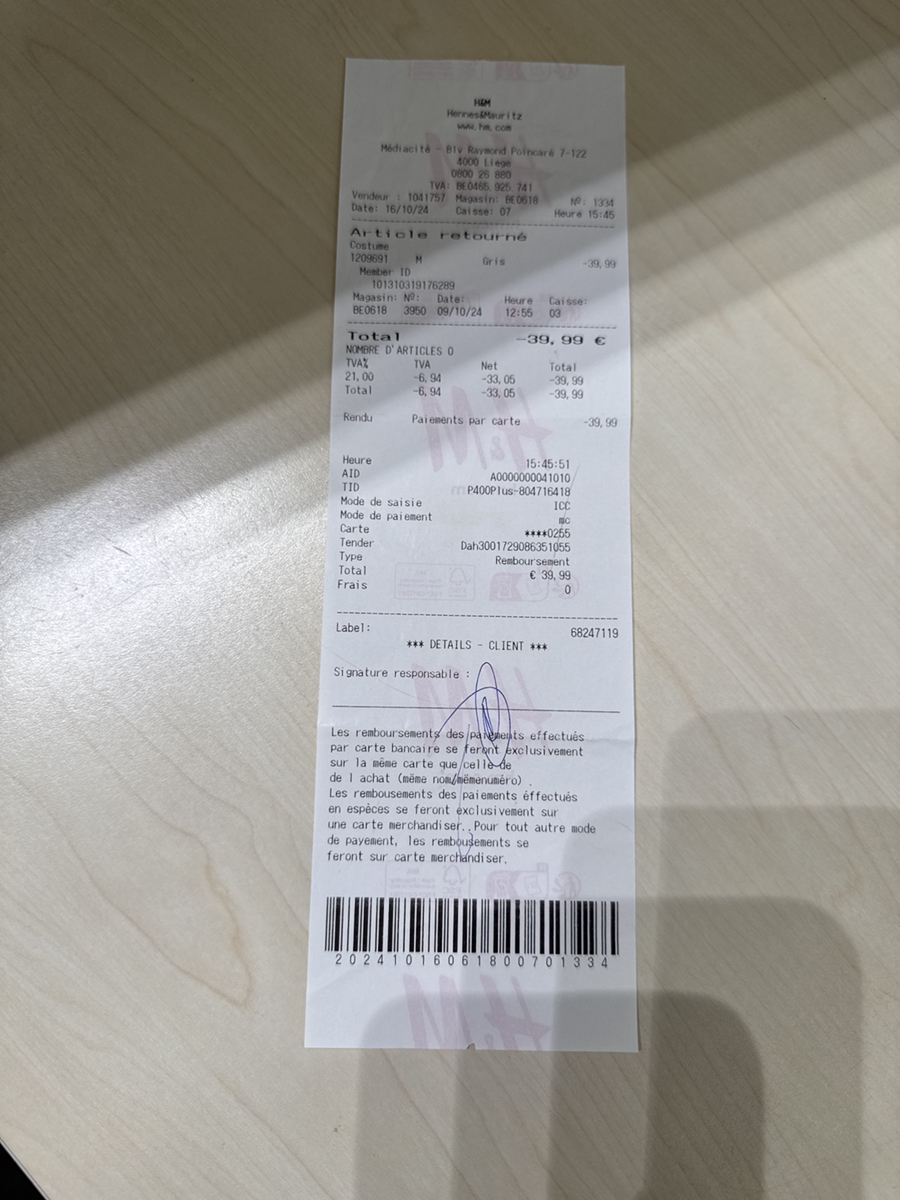 H&M
Hennes&Mauritz
www.hm.com
Médiacité - Blv Raymond Poincaré 7-122
4000 Liege
0800 26 880
TVA: BE0465.925.741
Vendeur : 1041757 Magasin: BE0618 Nº: 1334
Date: 16/10/24 Caisse: 07 Heure 15:45
Article retourné
Costume
1209691 M Gris -39,99
Member ID
101310319176289
Magasin: Nº: Date: Heure Caisse:
BE0618 3950 09/10/24 12:55 03
Total -39,99 €
NOMBRE D'ARTICLES 0
TVA% TVA Net Total
21,00 -6,94 -33,05 -39,99
Total -6,94 -33,05 -39,99
Rendu Paiements par carte -39,99
Heure 15:45:51
AID A0000000041010
TID P400Plus-804716418
Mode de saisie ICC
Mode de paiement mc
Carte ****0255
Tender Dah3001729086351055
Type Remboursement
Total € 39,99
Frais 0
Label: 68247119
*** DETAILS - CLIENT ***
Signature responsable :
Les remboursements des paiements effectués
par carte bancaire se feront exclusivement
sur la même carte que celle de
de l achat (même nom/mêmenuméro) .
Les rembousements des paiements éffectués
en espèces se feront exclusivement sur
une carte merchandiser..Pour tout autre mode
de payement, les rembousements se
feront sur carte merchandiser.
20241016061800701334